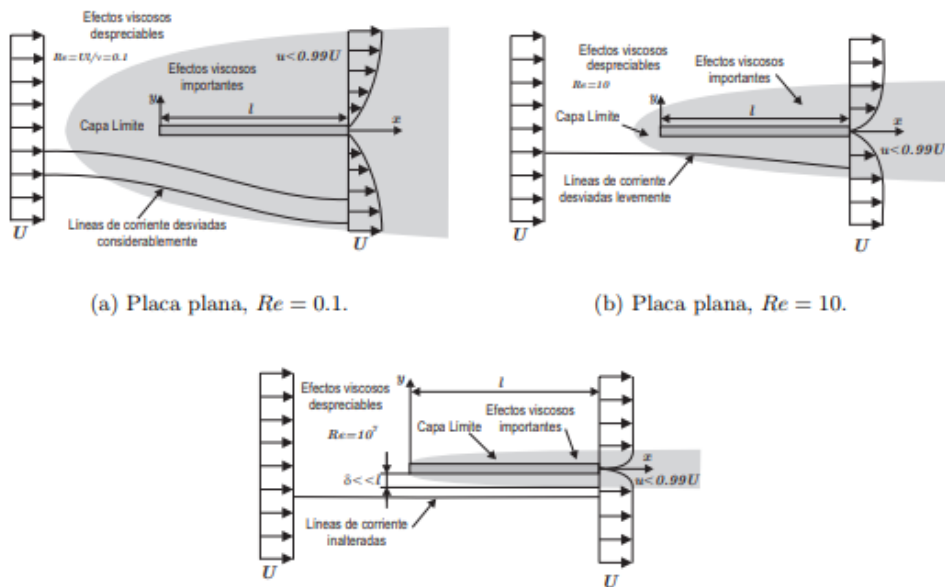 Efectos viscosos
despreciables
Re=Ul/ν=0.1
Efectos viscosos
importantes
u<0.99U
y
l
x
Capa Límite
Líneas de corriente desviadas
considerablemente
U
U
(a) Placa plana, Re = 0.1.
Efectos viscosos
despreciables
Re=10
Efectos viscosos
importantes
y
l
x
Capa Límite
u<0.99U
Líneas de corriente
desviadas levemente
U
U
(b) Placa plana, Re = 10.
Efectos viscosos
despreciables
Re=10⁷
y
l
Capa Límite
Efectos viscosos
importantes
x
δ<<l
u<0.99U
Líneas de corriente
inalteradas
U
U